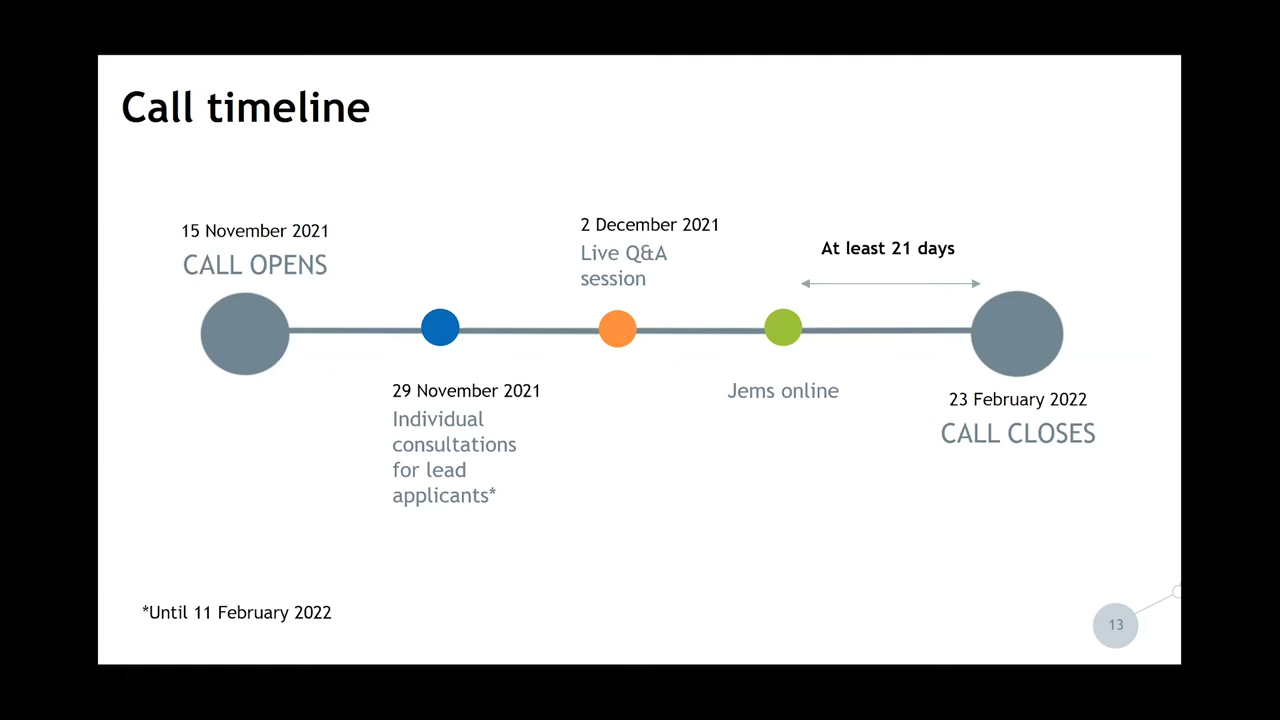 Call timeline
15 November 2021
CALL OPENS
2 December 2021
Live Q&A
session
At least 21 days
29 November 2021
Individual
consultations
for lead
applicants*
Jems online
23 February 2022
CALL CLOSES
*Until 11 February 2022
13